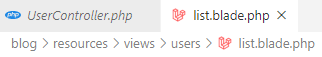 UserController.php list.blade.php
blog > resources > views > users > list.blade.php